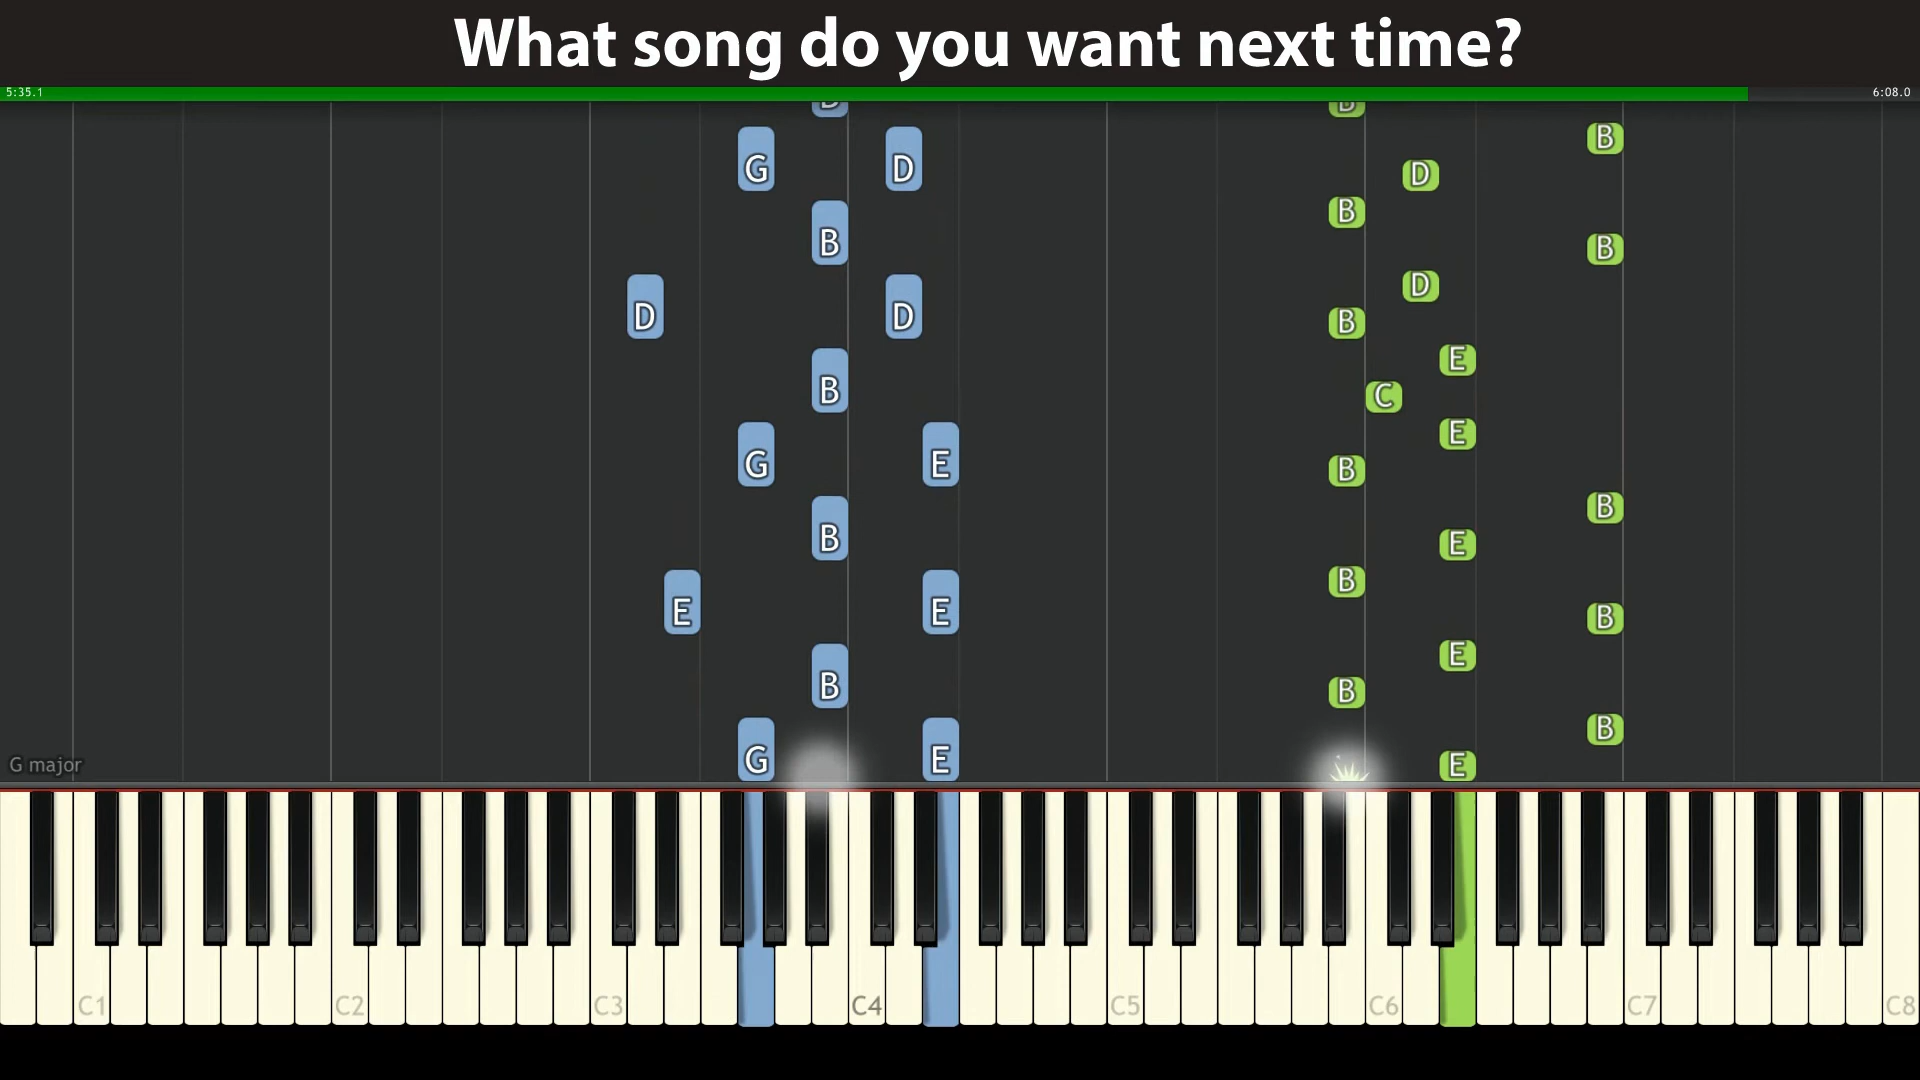 What song do you want next time?
5:35.1 6:08.0
D B
B
G D D
B
B B
D
D D B
E
B C
G E E
B
B B
E
E E B
B
E
B B
B
G E E
G major
C1 C2 C3 C4 C5 C6 C7 C8